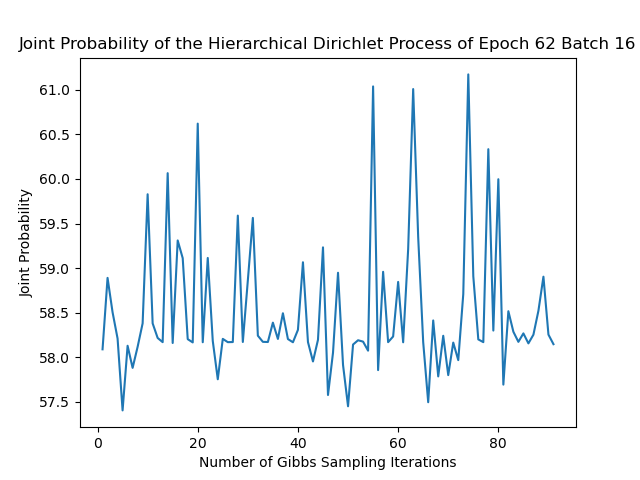 Joint Probability of the Hierarchical Dirichlet Process of Epoch 62 Batch 16
61.0
60.5
60.0
59.5
59.0
58.5
58.0
57.5
Joint Probability
0 20 40 60 80
Number of Gibbs Sampling Iterations